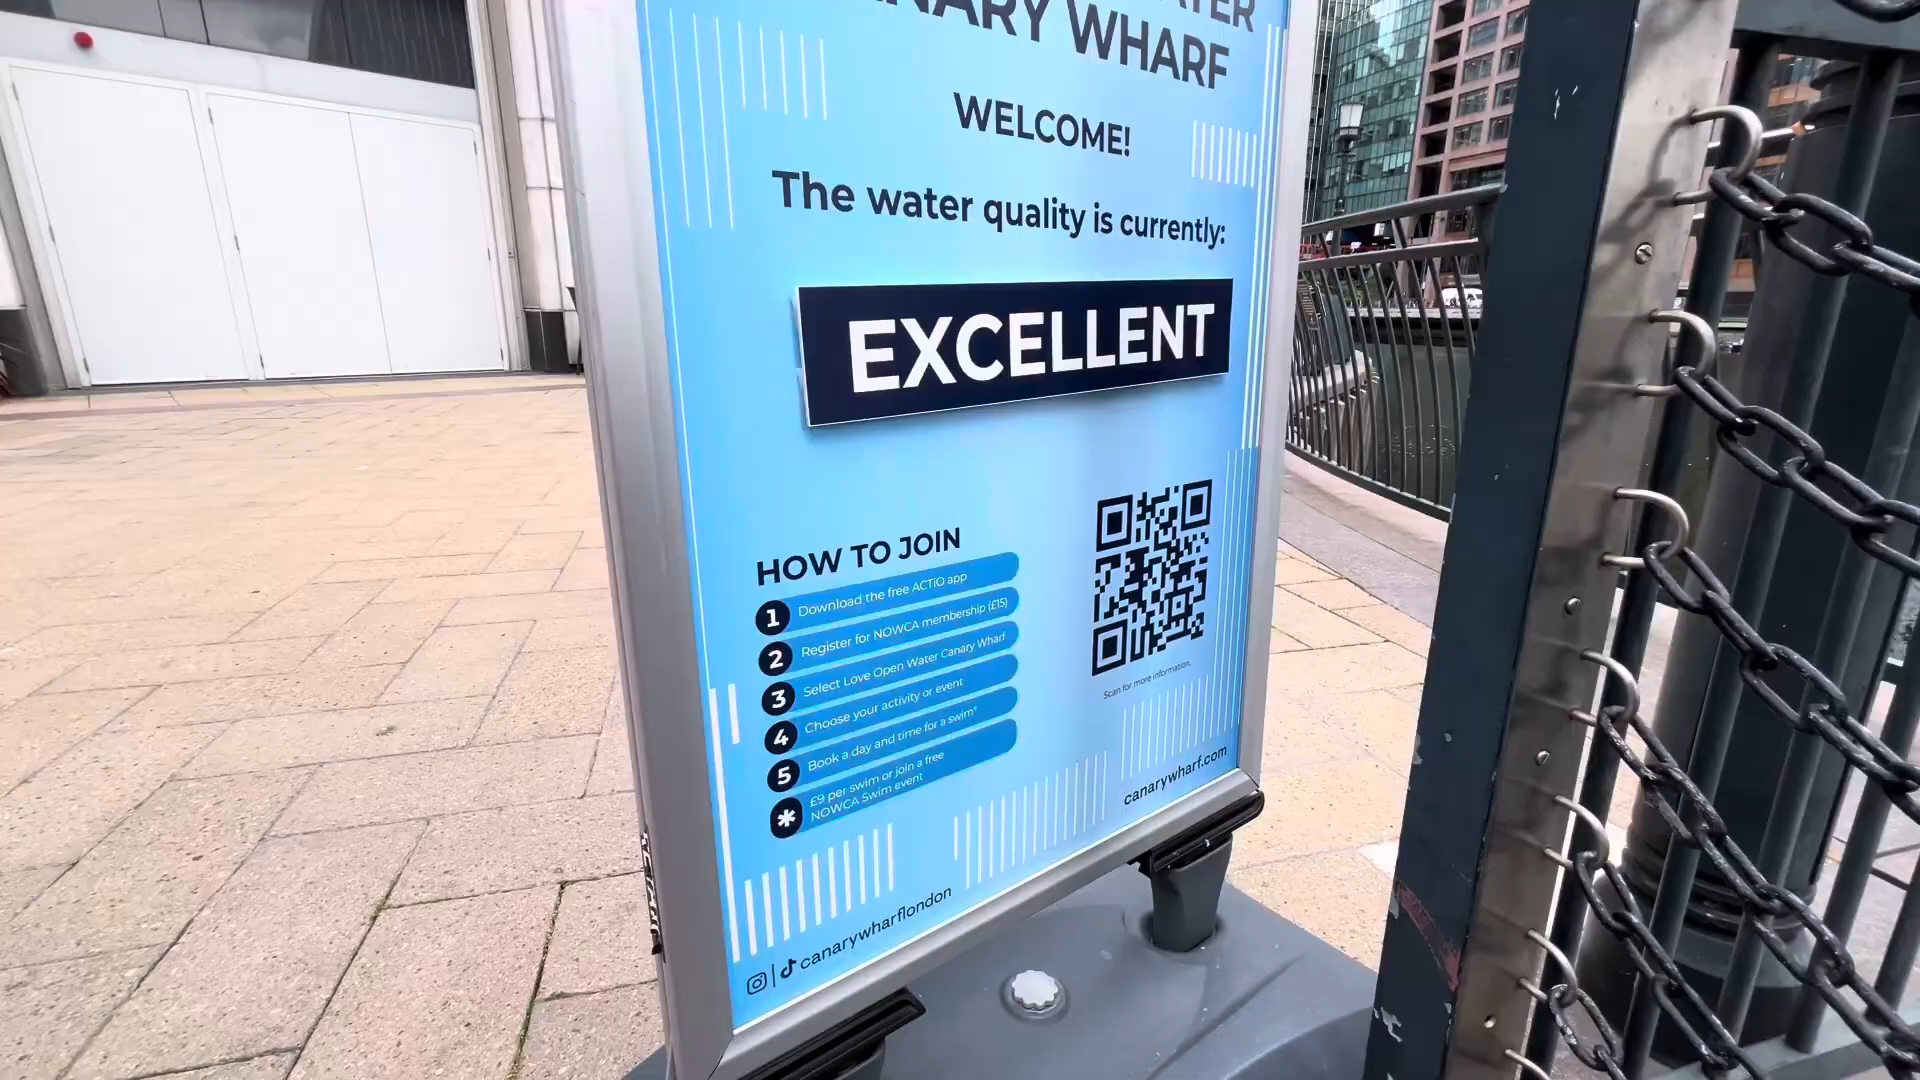 WATER
CANARY WHARF
WELCOME!
The water quality is currently:
EXCELLENT
HOW TO JOIN
1 Download the free ACTiO app
2 Register for NOWCA membership (£15)
3 Select Love Open Water Canary Wharf
4 Choose your activity or event
5 Book a day and time for a swim*
* £9 per swim or join a free
NOWCA Swim event
Scan for more information.
canarywharf.com
canarywharflondon